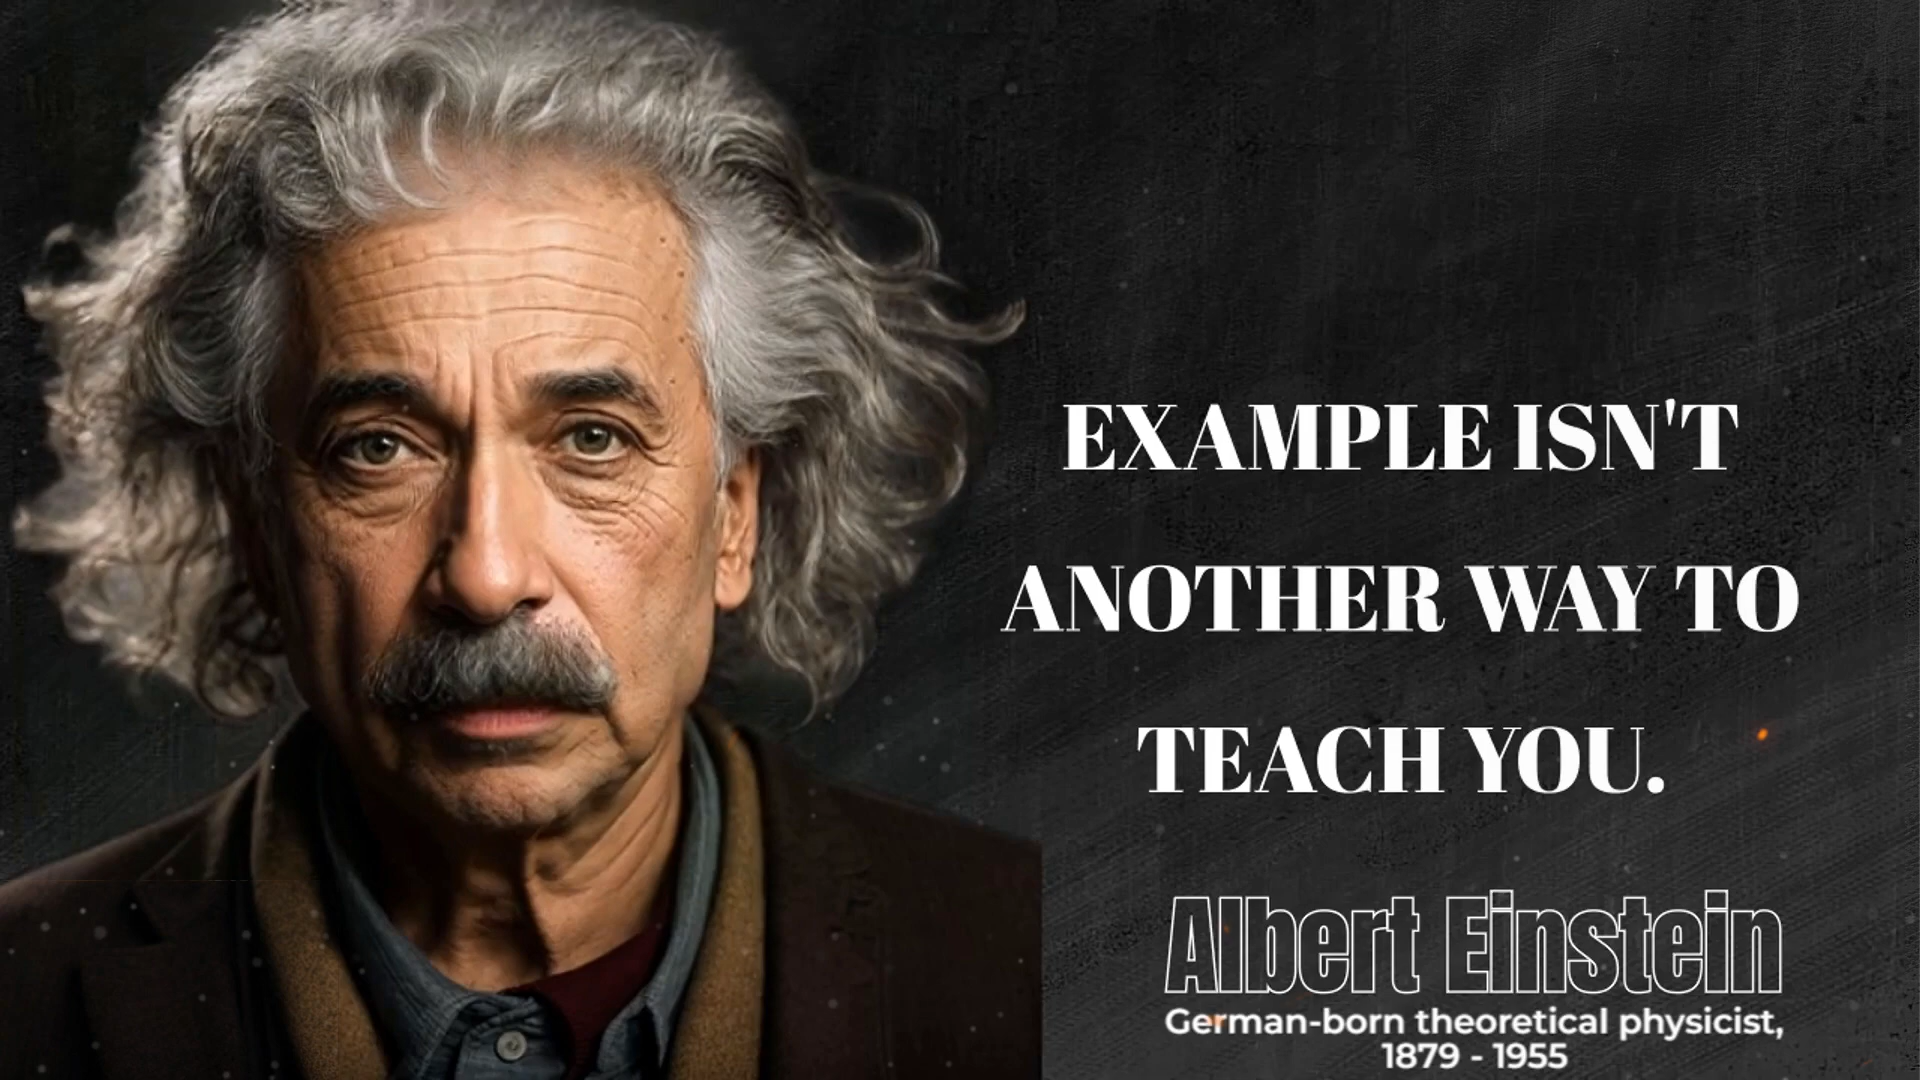 EXAMPLE ISN'T
ANOTHER WAY TO
TEACH YOU.
Albert Einstein
German-born theoretical physicist,
1879 - 1955